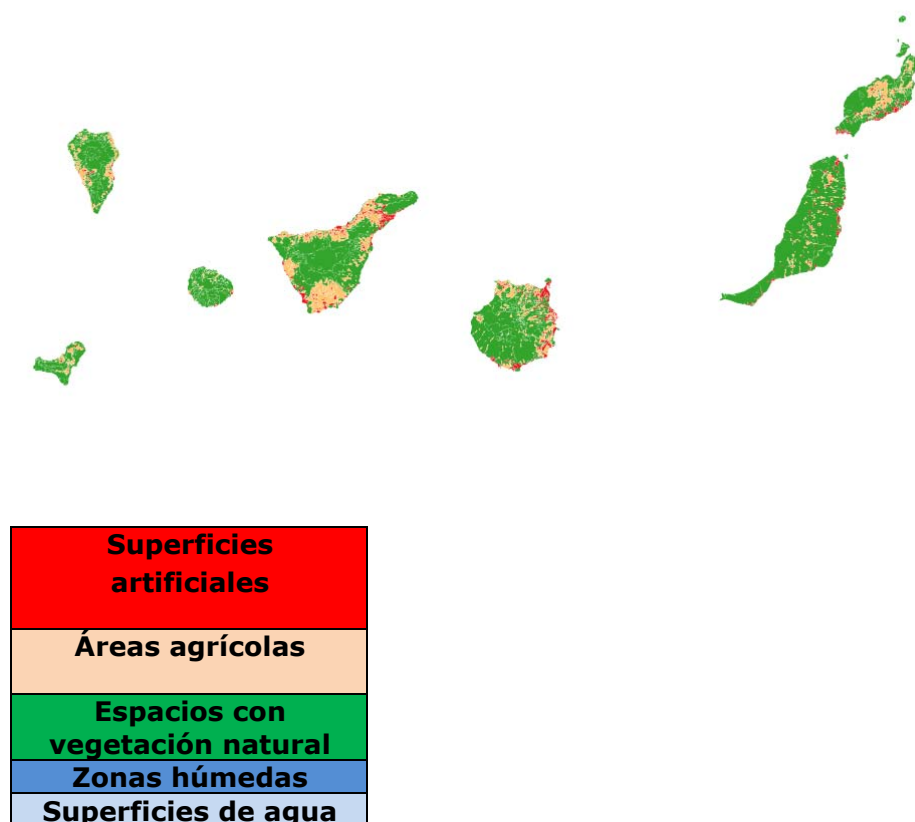 Superficies
artificiales
Áreas agrícolas
Espacios con
vegetación natural
Zonas húmedas
Superficies de agua